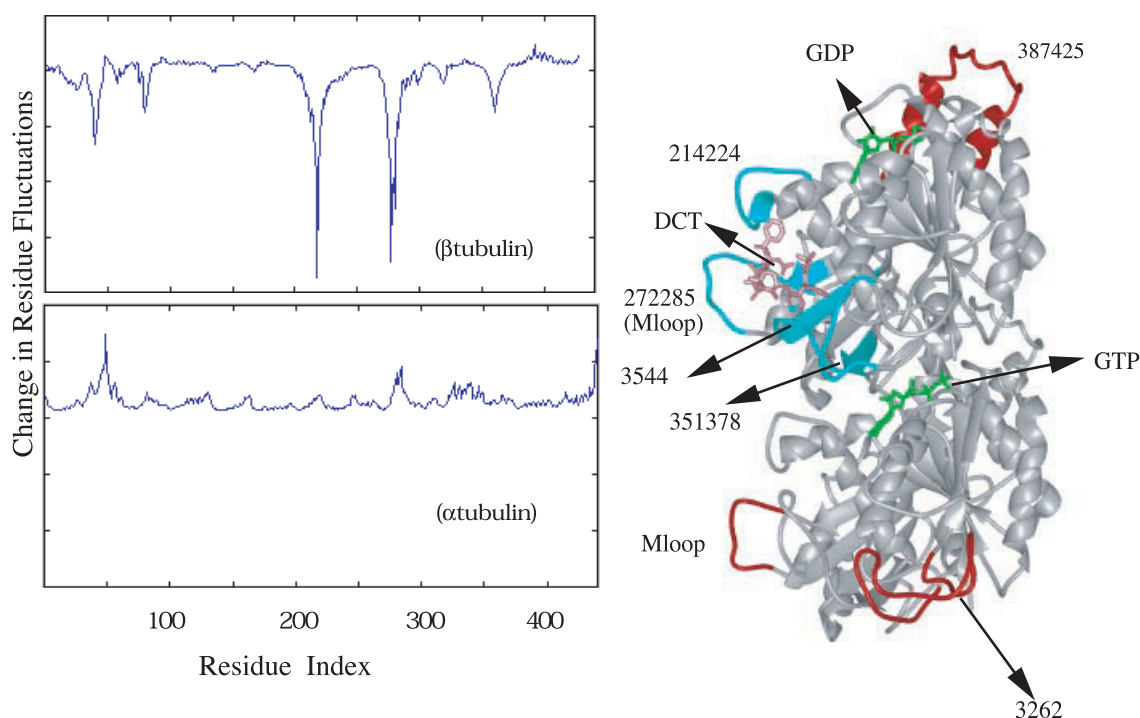 Change in Residue Fluctuations
(βtubulin)
(αtubulin)
100
200
300
400
Residue Index
GDP
387425
214224
DCT
272285
(Mloop)
3544
351378
GTP
Mloop
3262